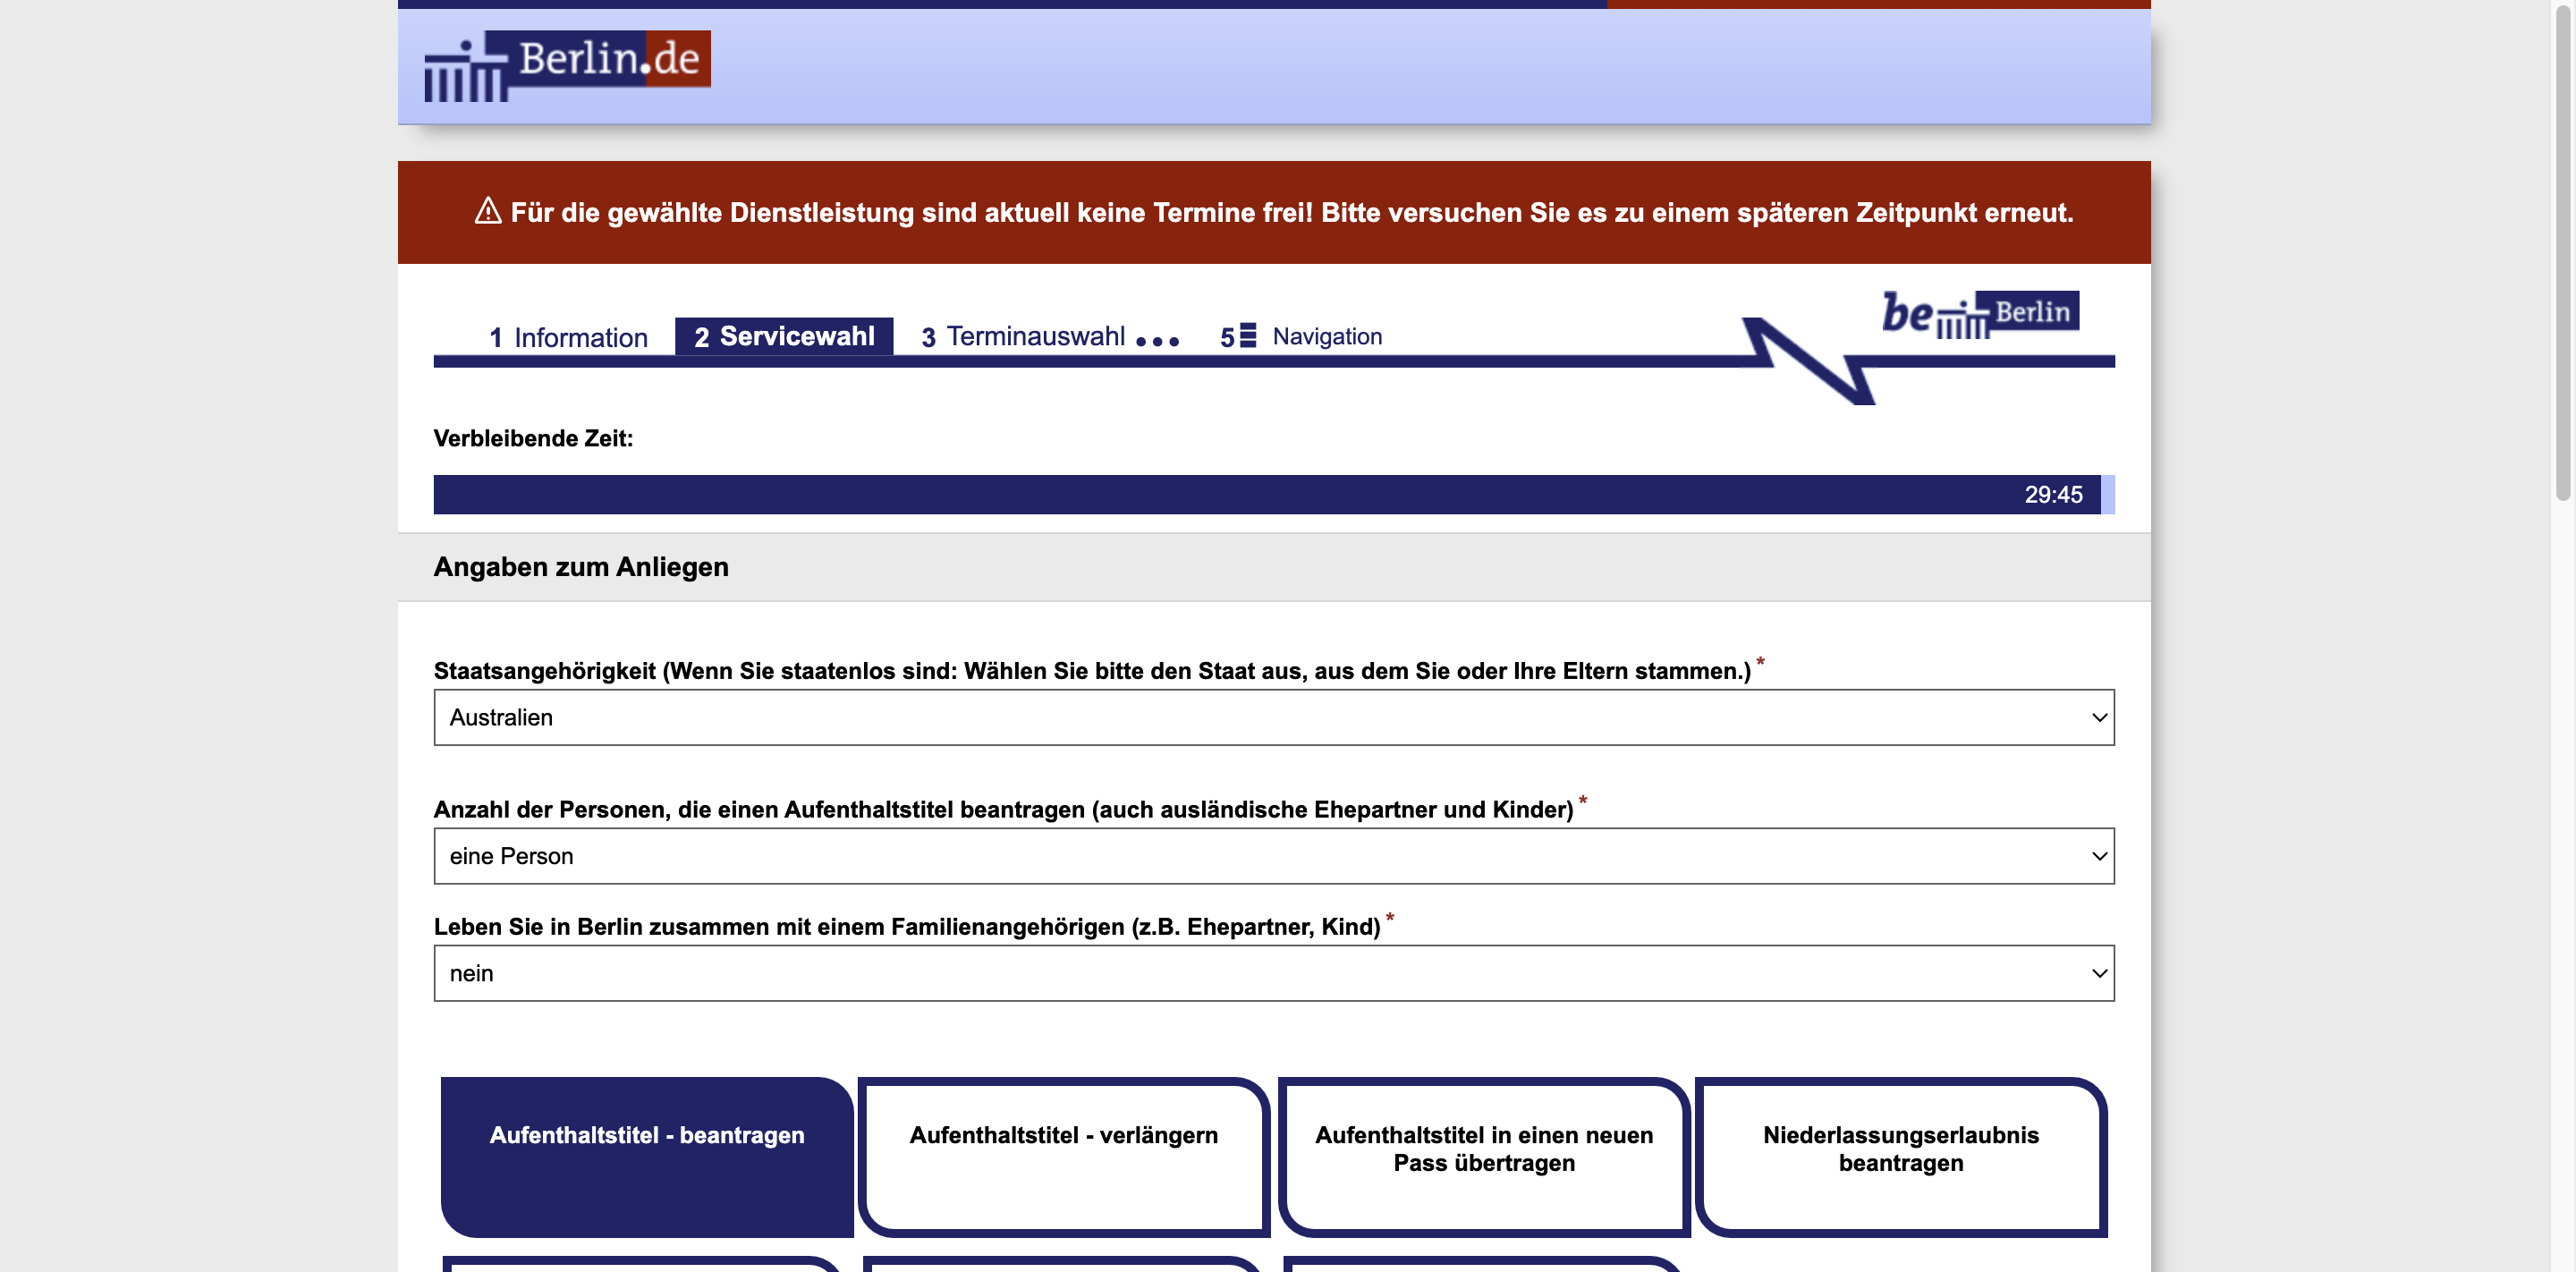 Berlin.de
Für die gewählte Dienstleistung sind aktuell keine Termine frei! Bitte versuchen Sie es zu einem späteren Zeitpunkt erneut.
be Berlin
1 Information 2 Servicewahl 3 Terminauswahl ... 5 Navigation
Verbleibende Zeit:
29:45
Angaben zum Anliegen
Staatsangehörigkeit (Wenn Sie staatenlos sind: Wählen Sie bitte den Staat aus, aus dem Sie oder Ihre Eltern stammen.) *
Australien
Anzahl der Personen, die einen Aufenthaltstitel beantragen (auch ausländische Ehepartner und Kinder) *
eine Person
Leben Sie in Berlin zusammen mit einem Familienangehörigen (z.B. Ehepartner, Kind) *
nein
Aufenthaltstitel - beantragen
Aufenthaltstitel - verlängern
Aufenthaltstitel in einen neuen
Pass übertragen
Niederlassungserlaubnis
beantragen